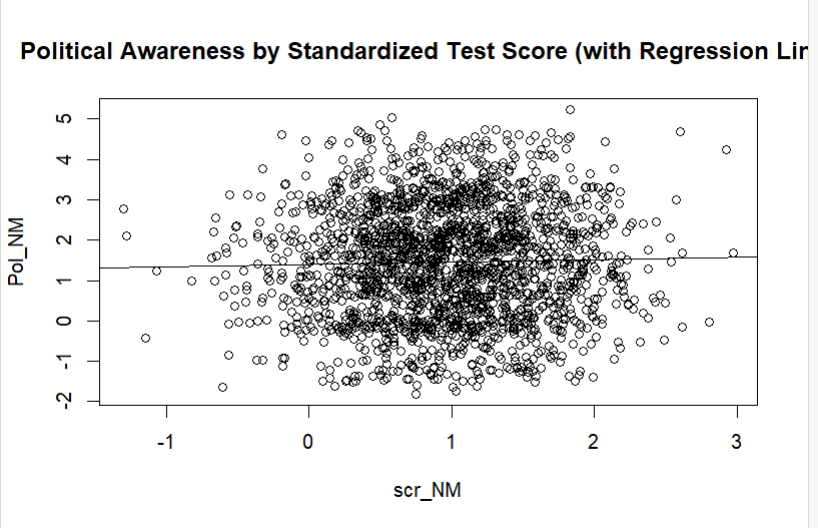 Political Awareness by Standardized Test Score (with Regression Lin
5
4
3
2
1
0
-1
-2
Pol_NM
-1 0 1 2 3
scr_NM